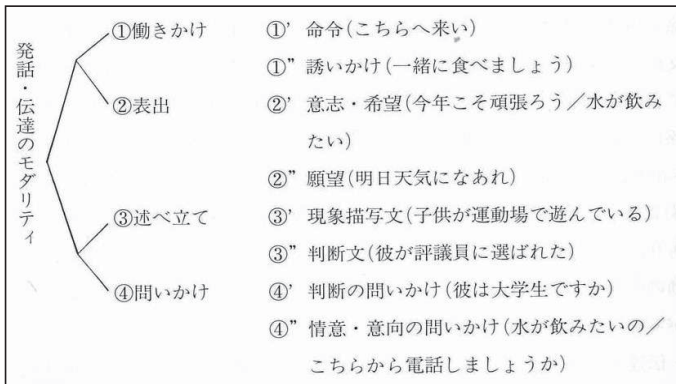 発話・伝達のモダリティ
①働きかけ ①’ 命令(こちらへ来い)
①” 誘いかけ(一緒に食べましょう)
②表出 ②’ 意志・希望(今年こそ頑張ろう／水が飲み
たい)
②” 願望(明日天気になあれ)
③述べ立て ③’ 現象描写文(子供が運動場で遊んでいる)
③” 判断文(彼が評議員に選ばれた)
④問いかけ ④’ 判断の問いかけ(彼は大学生ですか)
④” 情意・意向の問いかけ(水が飲みたいの／
こちらから電話しましょうか)